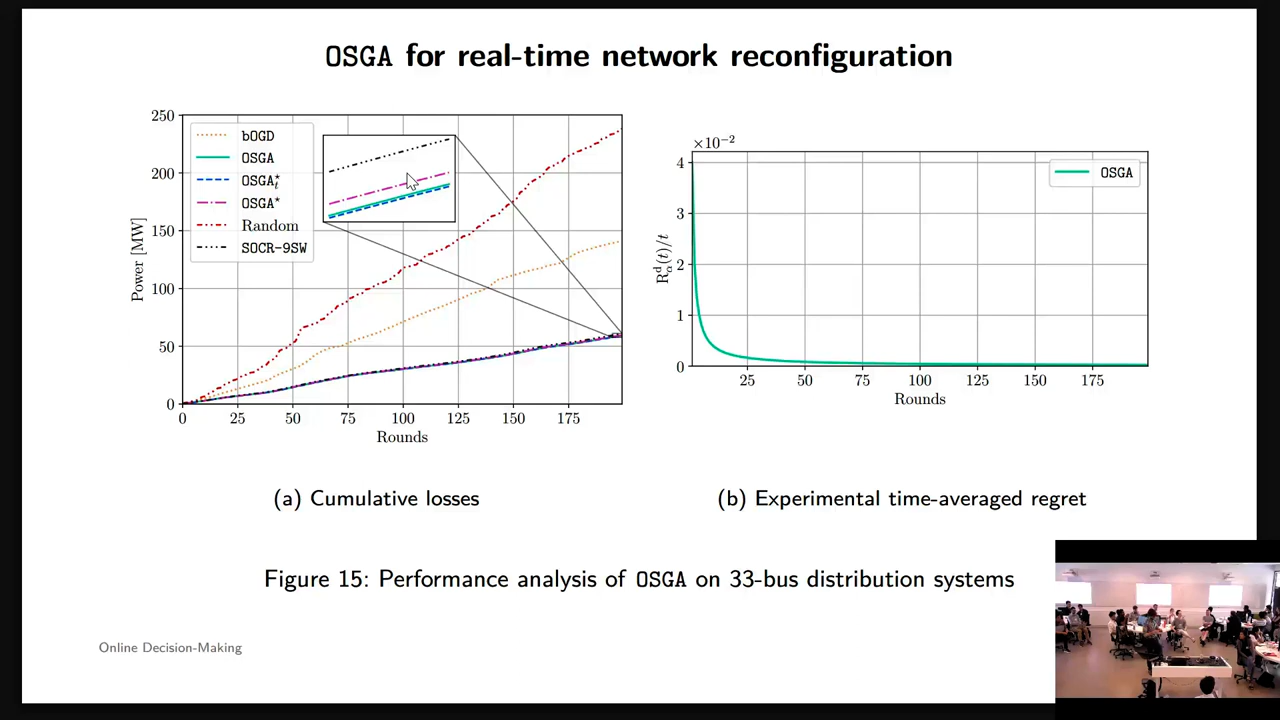 OSGA for real-time network reconfiguration
250
200
150
100
50
0
Power [MW]
bOGD
OSGA
OSGA⋆t
OSGA⋆
Random
SOCR-9SW
0 25 50 75 100 125 150 175
Rounds
×10−2
4
3
2
1
0
Rdα(t)/t
OSGA
25 50 75 100 125 150 175
Rounds
(a) Cumulative losses
(b) Experimental time-averaged regret
Figure 15: Performance analysis of OSGA on 33-bus distribution systems
Online Decision-Making